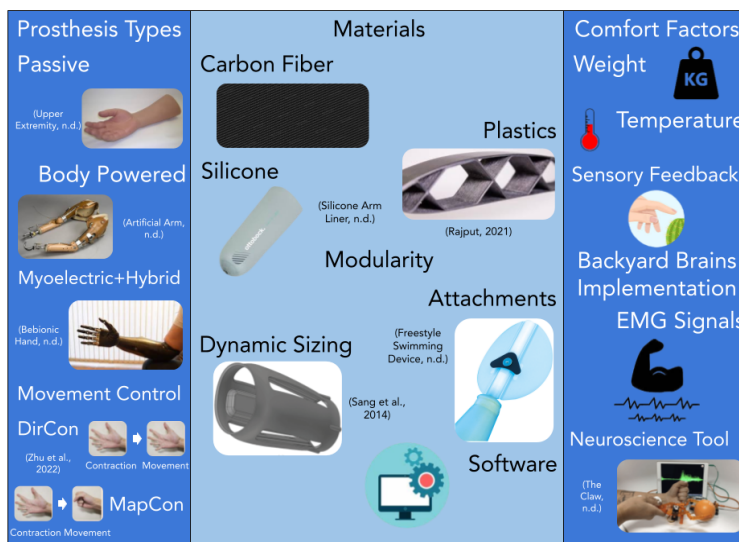 Prosthesis Types
Passive
(Upper
Extremity, n.d.)
Body Powered
(Artificial Arm,
n.d.)
Myoelectric+Hybrid
(Bebionic
Hand, n.d.)
Movement Control
DirCon
(Zhu et al.,
2022)
Contraction Movement
MapCon
Contraction Movement
Materials
Carbon Fiber
Plastics
(Rajput, 2021)
Silicone
ottobock.
(Silicone Arm
Liner, n.d.)
Modularity
Attachments
(Freestyle
Swimming
Device, n.d.)
Dynamic Sizing
(Sang et al.,
2014)
Software
Comfort Factors
Weight
KG
Temperature
Sensory Feedback
Backyard Brains
Implementation
EMG Signals
Neuroscience Tool
(The
Claw,
n.d.)